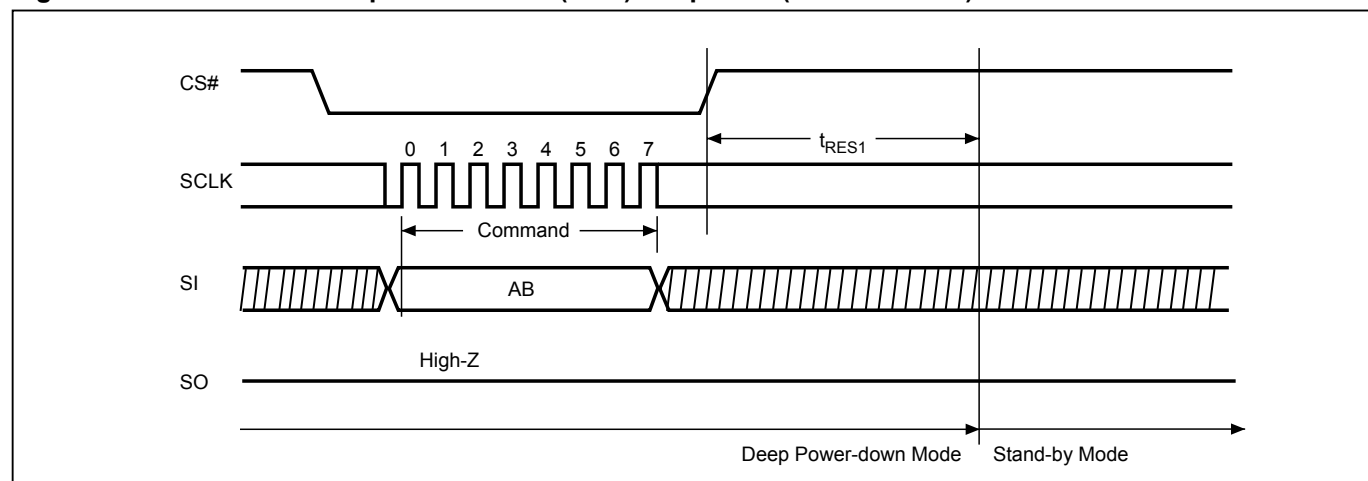 CS#
tRES1
0 1 2 3 4 5 6 7
SCLK
Command
SI
AB
High-Z
SO
Deep Power-down Mode Stand-by Mode